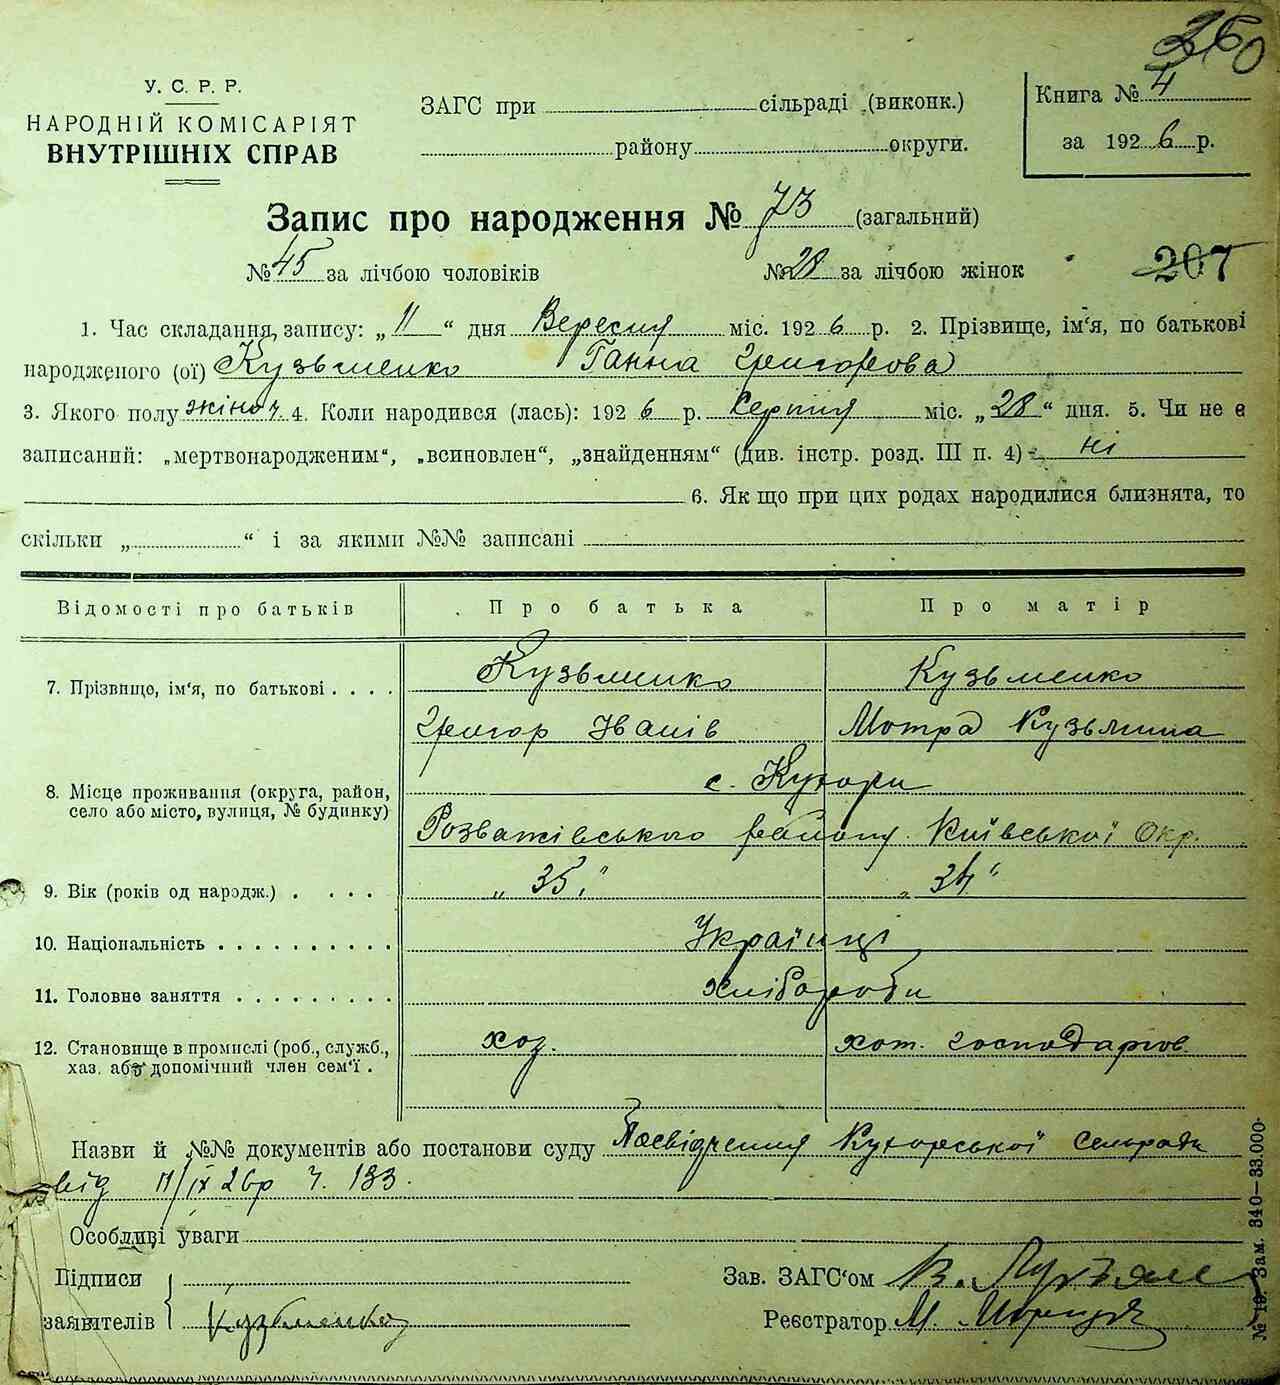 260
У. С. Р. Р.
НАРОДНІЙ КОМІСАРІЯТ
ВНУТРІШНІХ СПРАВ
ЗАГС при сільраді (виконк.)
району округи.
Книга № 4
за 1926 р.
Запис про народження № 73 (загальний)
№ 45 за лічбою чоловіків № 28 за лічбою жінок
207
1. Час складання запису: „11“ дня Вересня міс. 1926 р. 2. Прізвище, ім‘я, по батькові
народженого (ої) Кузьменко Ганна Григорова
3. Якого полу жіноч. 4. Коли народився (лась): 1926 р. Серпня міс. „28“ дня. 5. Чи не є
записаний: „мертвонародженим“, „всиновлен“, „знайденням“ (див. інстр. розд. III п. 4) - ні
6. Як що при цих родах народилися близнята, то
скільки „ “ і за якими №№ записані
Відомості про батьків Про батька Про матір
7. Прізвище, ім‘я, по батькові . . . . Кузьменко Кузьменко
Григор Іванів Мотра Кузьмина
8. Місце проживання (округа, район, село або місто, вулиця, № будинку) с. Кухари
Розважівського району Київської Окр.
9. Вік (років од народж.) . . . . „35“ „34“
10. Національність . . . . . . . . . . Українці
11. Головне заняття . . . . . . . . . Хлібороби
12. Становище в промислі (роб., служб., хоз. хат. господарюв.
хаз. або допомічний член сем‘ї .
Назви й №№ документів або постанови суду Посвідчення Кухарської Сельради
від 11/IX 26р ч. 133.
Особливі уваги
Підписи
заявителів Кузьменко
Зав. ЗАГС‘ом В.
Реєстратор М.
№ 19. Зам. 340—33.000